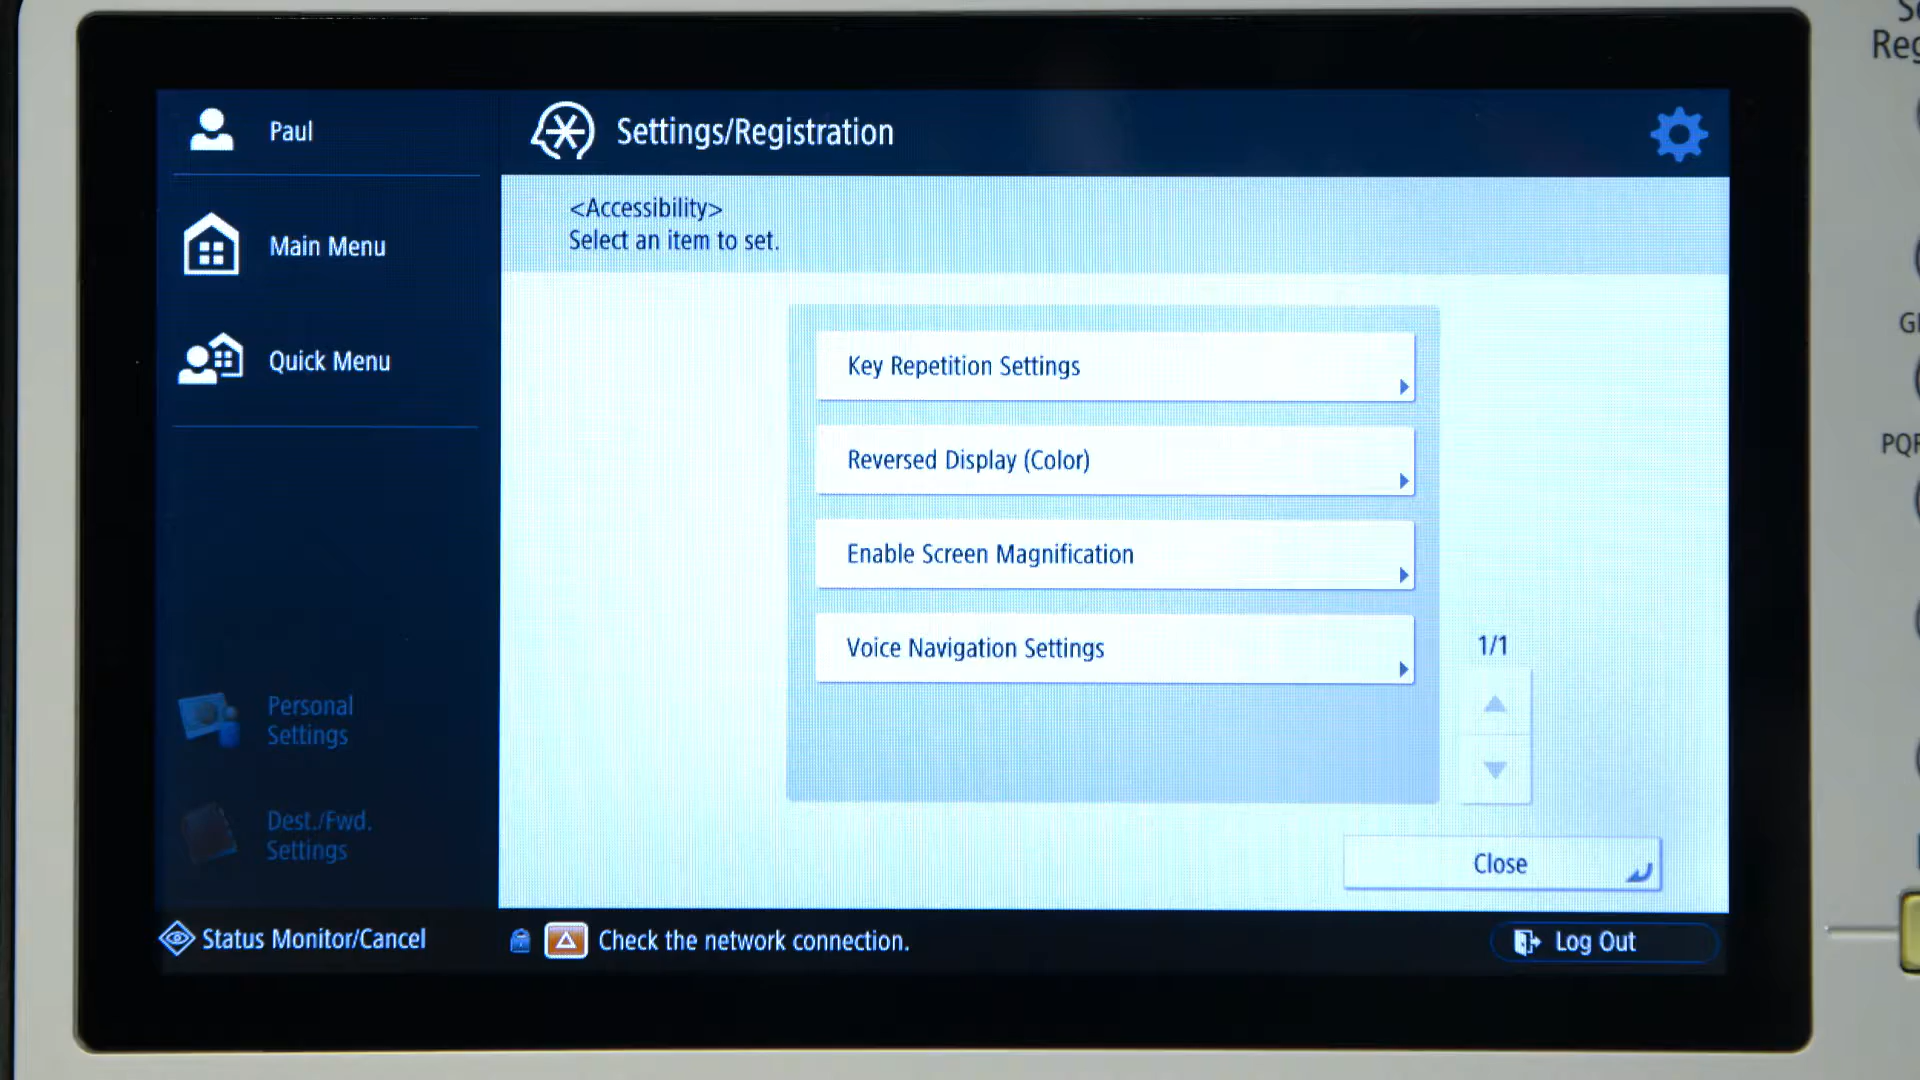 Paul
Main Menu
Quick Menu
Personal
Settings
Dest./Fwd.
Settings
Status Monitor/Cancel
Settings/Registration
<Accessibility>
Select an item to set.
Key Repetition Settings
Reversed Display (Color)
Enable Screen Magnification
Voice Navigation Settings
1/1
Close
Check the network connection.
Log Out